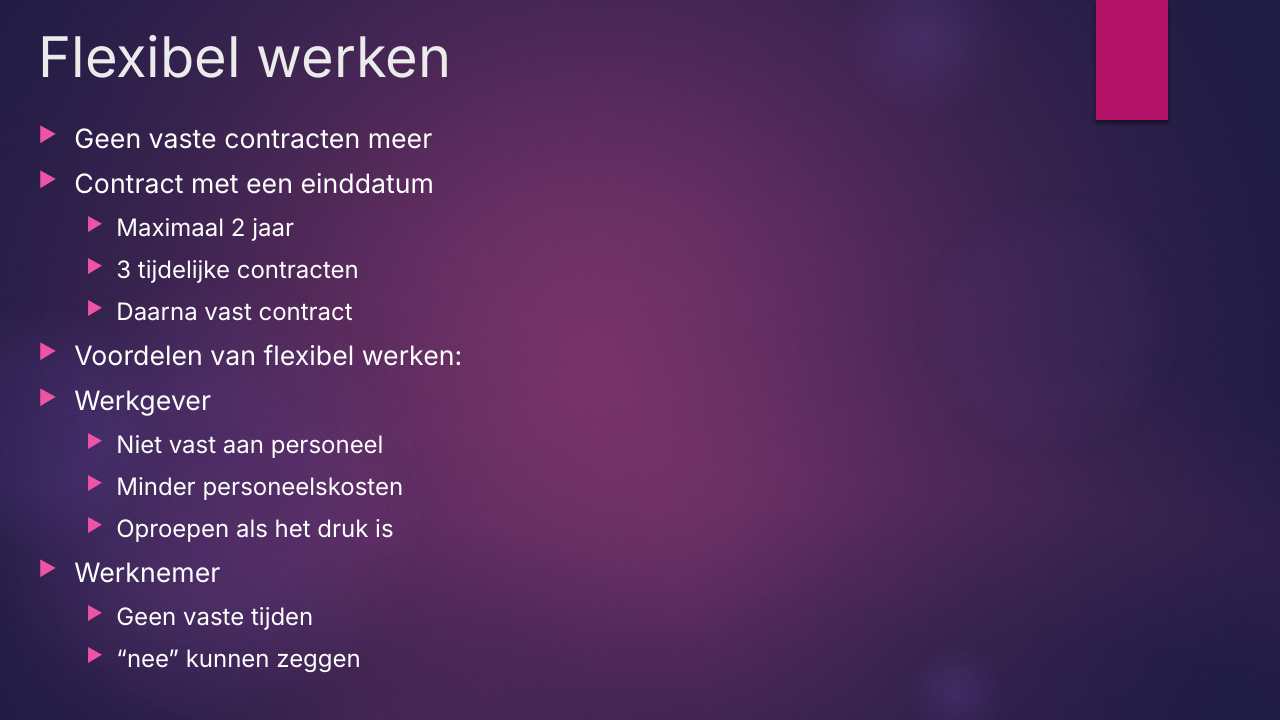 Flexibel werken
Geen vaste contracten meer
Contract met een einddatum
Maximaal 2 jaar
3 tijdelijke contracten
Daarna vast contract
Voordelen van flexibel werken:
Werkgever
Niet vast aan personeel
Minder personeelskosten
Oproepen als het druk is
Werknemer
Geen vaste tijden
“nee” kunnen zeggen